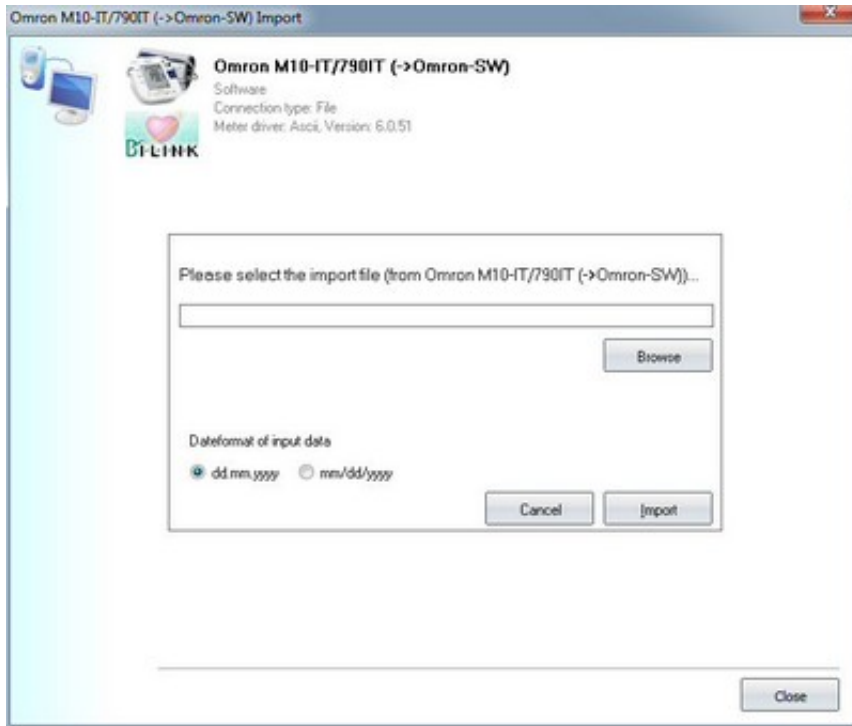 Omron M10-IT/790IT (->Omron-SW) Import
Omron M10-IT/790IT (->Omron-SW)
Software
Connection type: File
Meter driver: Ascii, Version: 6.0.51
Bi-LINK
Please select the import file (from Omron M10-IT/790IT (->Omron-SW))...
Browse
Dateformat of input data
dd.mm.yyyy mm/dd/yyyy
Cancel Import
Close